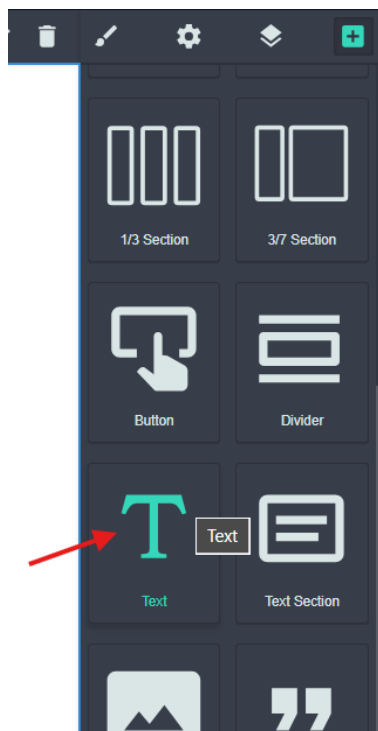 1/3 Section
3/7 Section
Button
Divider
Text
Text
Text Section